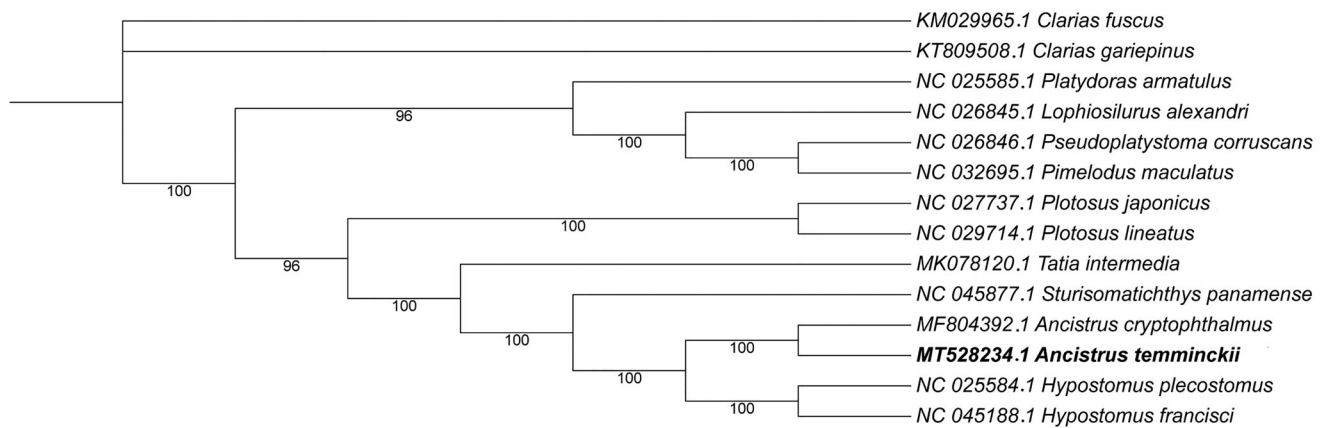 KM029965.1 Clarias fuscus
KT809508.1 Clarias gariepinus
NC 025585.1 Platydoras armatulus
96
NC 026845.1 Lophiosilurus alexandri
100
NC 026846.1 Pseudoplatystoma corruscans
100
NC 032695.1 Pimelodus maculatus
100
NC 027737.1 Plotosus japonicus
100
NC 029714.1 Plotosus lineatus
96
MK078120.1 Tatia intermedia
100
NC 045877.1 Sturisomatichthys panamense
MF804392.1 Ancistrus cryptophthalmus
100
100
MT528234.1 Ancistrus temminckii
100
NC 025584.1 Hypostomus plecostomus
100
NC 045188.1 Hypostomus francisci